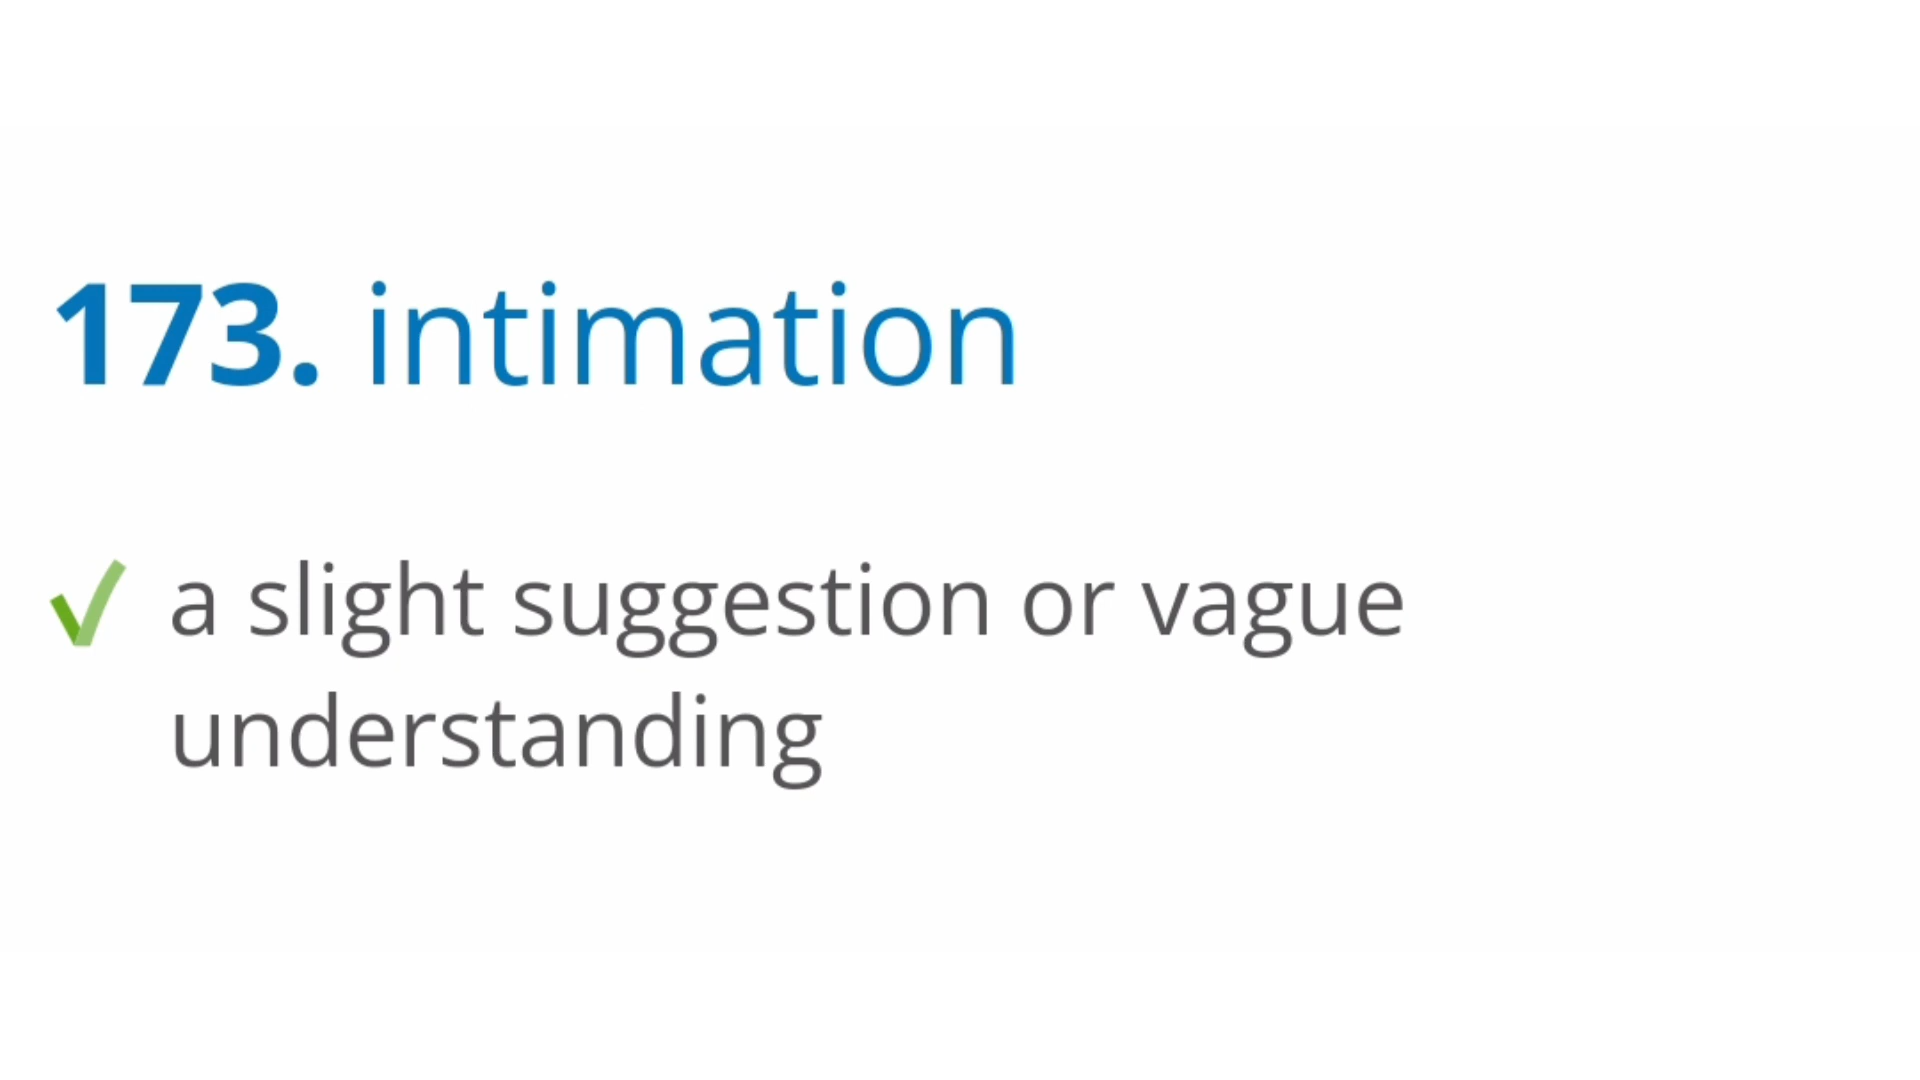 173. intimation
✓ a slight suggestion or vague
understanding